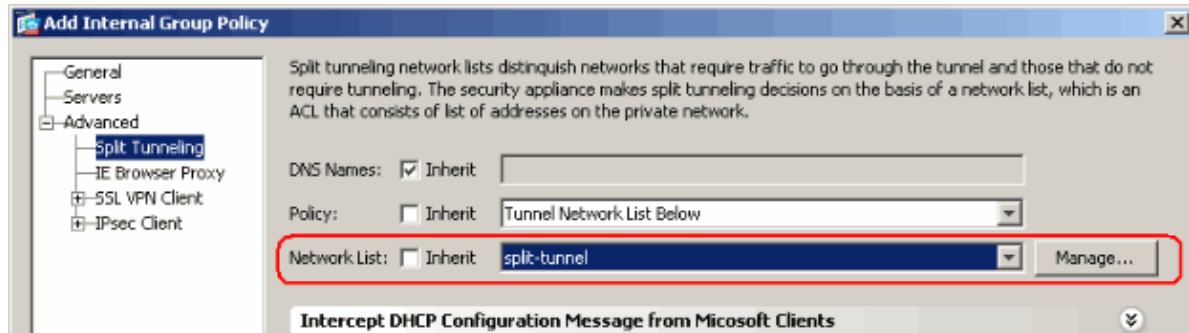 Add Internal Group Policy
General
Servers
Advanced
Split Tunneling
IE Browser Proxy
SSL VPN Client
IPsec Client
Split tunneling network lists distinquish networks that require traffic to go through the tunnel and those that do not
require tunneling. The security appliance makes split tunneling decisions on the basis of a network list, which is an
ACL that consists of list of addresses on the private network.
DNS Names: Inherit
Policy: Inherit Tunnel Network List Below
Network List: Inherit split-tunnel Manage...
Intercept DHCP Configuration Message from Micosoft Clients